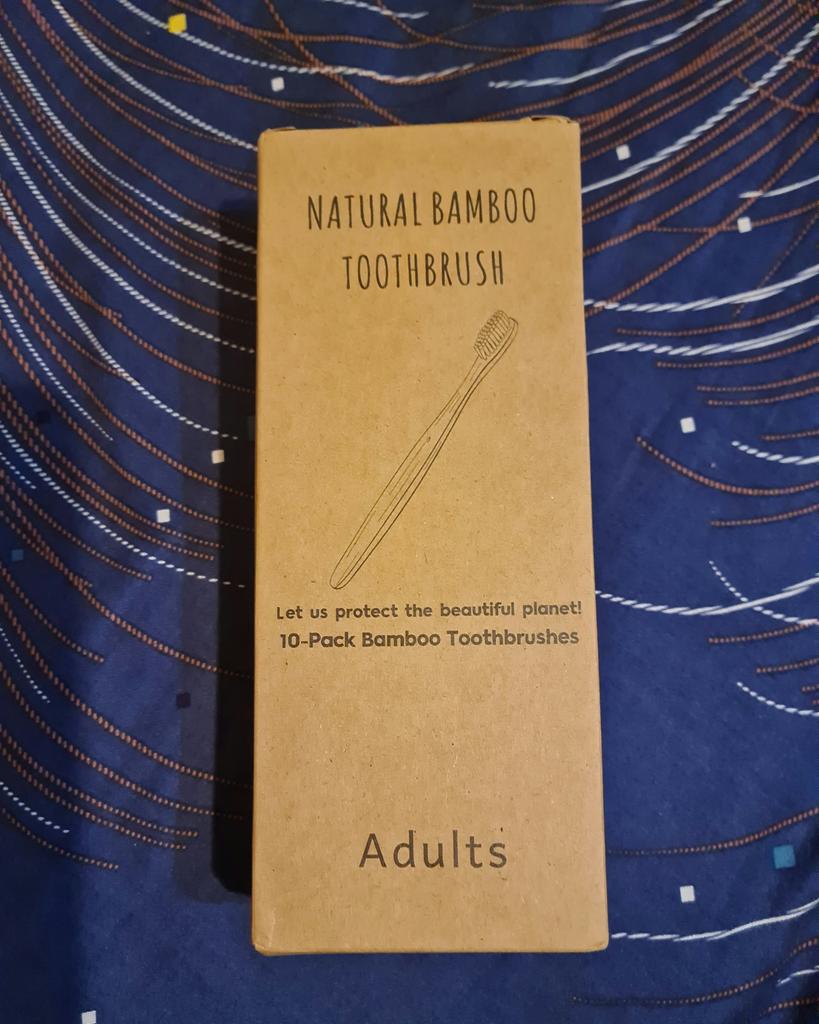 NATURAL BAMBOO
TOOTHBRUSH
Let us protect the beautiful planet!
10-Pack Bamboo Toothbrushes
Adults